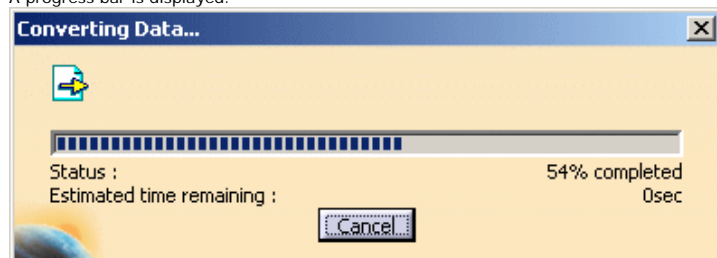 A progress bar is displayed.
Converting Data...
Status : 54% completed
Estimated time remaining : 0sec
Cancel